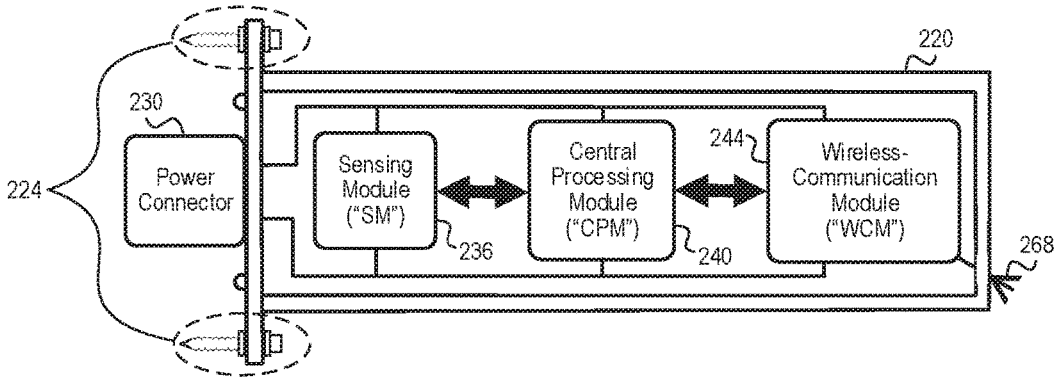 220
230
224
Power
Connector
Sensing
Module
("SM")
236
Central
Processing
Module
("CPM")
240
244
Wireless-
Communication
Module
("WCM")
268